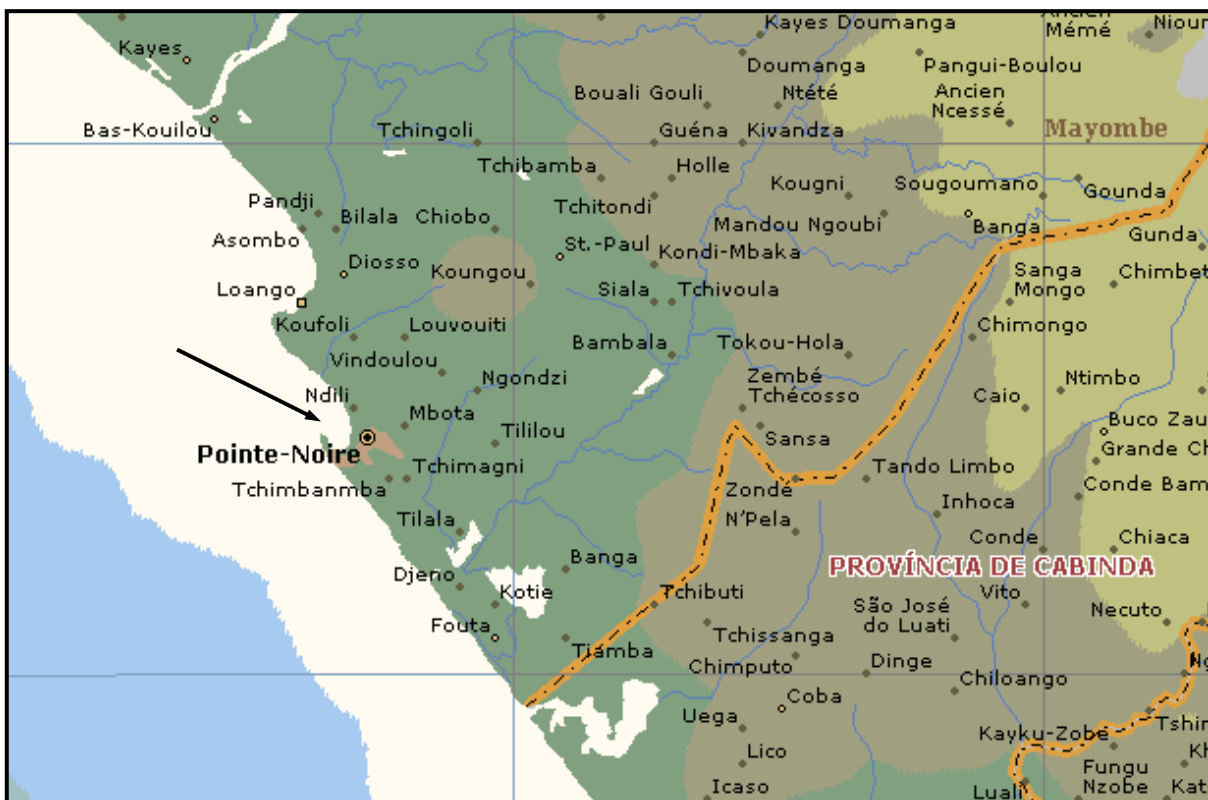 Kayes
Kayes Doumanga
Mémé
Doumanga
Pangui-Boulou
Bouali Gouli
Ntété
Ancien
Ncessé
Bas-Kouilou
Tchingoli
Guéna
Kivandza
Mayombe
Tchibamba
Holle
Kougni
Sougoumano
Gounda
Pandji
Bilala
Chiobo
Tchitondi
Mandou Ngoubi
Banga
Asombo
St.-Paul
Kondi-Mbaka
Gunda
Diosso
Koungou
Sanga
Mongo
Chimbet
Loango
Siala
Tchivoula
Koufoli
Louvouiti
Bambala
Tokou-Hola
Chimongo
Vindoulou
Ngondzi
Zembé
Tchécosso
Ntimbo
Ndili
Mbota
Caio
Buco Zau
Tililou
Sansa
Grande Ch
Pointe-Noire
Tchimagni
Tando Limbo
Tchimbanmba
Zonde
Conde Bam
Inhoca
Tilala
N'Pela
Conde
Chiaca
Banga
PROVÍNCIA DE CABINDA
Djeno
Kotie
Tchibuti
São José
do Luati
Vito
Necuto
Fouta
Tchissanga
Tiamba
Chimputo
Dinge
Chiloango
Coba
Uega
Kayku-Zobe
Tshim
Lico
Fungu
Nzobe
Icaso
Luali
Kat